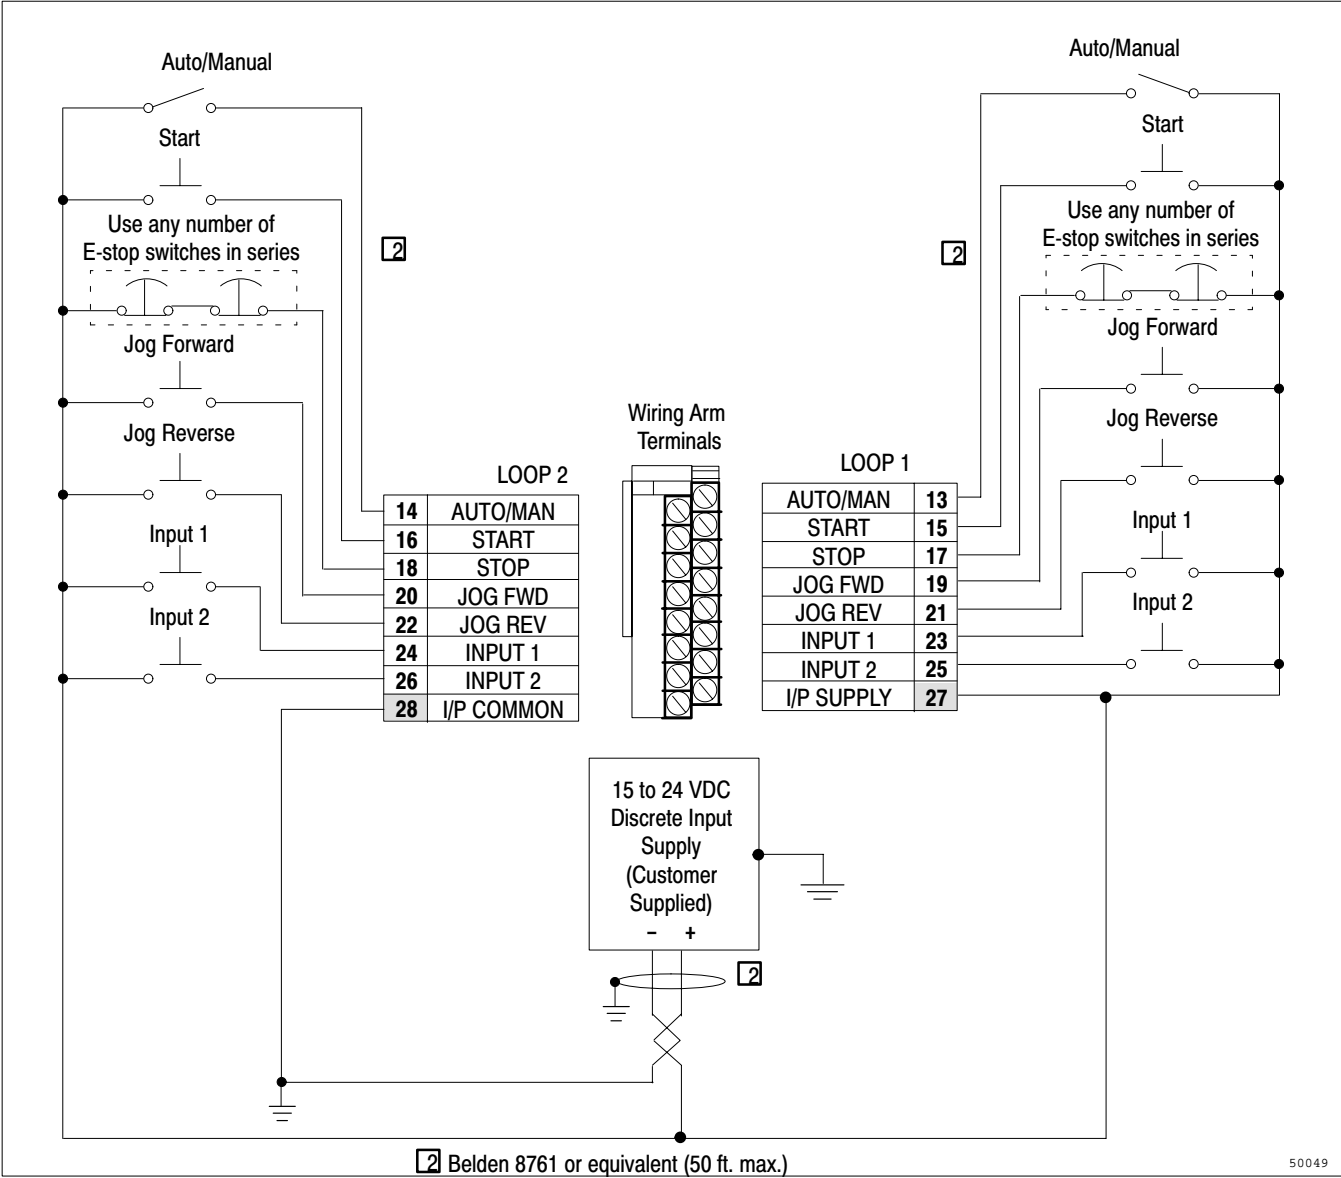 Auto/Manual
Start
Use any number of
E-stop switches in series
Jog Forward
Jog Reverse
Input 1
Input 2
2
LOOP 2
14 AUTO/MAN
16 START
18 STOP
20 JOG FWD
22 JOG REV
24 INPUT 1
26 INPUT 2
28 I/P COMMON
Wiring Arm
Terminals
Auto/Manual
Start
Use any number of
E-stop switches in series
Jog Forward
Jog Reverse
Input 1
Input 2
2
LOOP 1
AUTO/MAN 13
START 15
STOP 17
JOG FWD 19
JOG REV 21
INPUT 1 23
INPUT 2 25
I/P SUPPLY 27
15 to 24 VDC
Discrete Input
Supply
(Customer
Supplied)
– +
2
2 Belden 8761 or equivalent (50 ft. max.)
50049